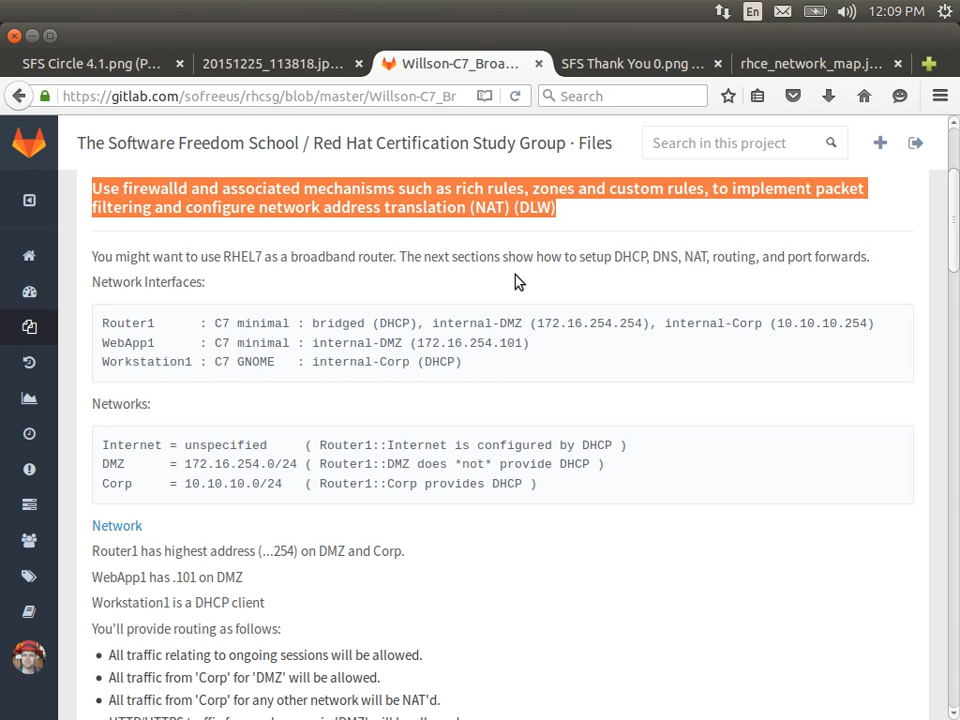 En 12:09 PM
SFS Circle 4.1.png (P... 20151225_113818.jp... Willson-C7_Broa... SFS Thank You 0.png ... rhce_network_map.j...
https://gitlab.com/sofreeus/rhcsg/blob/master/Willson-C7_Br Search
The Software Freedom School / Red Hat Certification Study Group · Files Search in this project
Use firewalld and associated mechanisms such as rich rules, zones and custom rules, to implement packet
filtering and configure network address translation (NAT) (DLW)
You might want to use RHEL7 as a broadband router. The next sections show how to setup DHCP, DNS, NAT, routing, and port forwards.
Network Interfaces:
Router1 : C7 minimal : bridged (DHCP), internal-DMZ (172.16.254.254), internal-Corp (10.10.10.254)
WebApp1 : C7 minimal : internal-DMZ (172.16.254.101)
Workstation1 : C7 GNOME : internal-Corp (DHCP)
Networks:
Internet = unspecified ( Router1::Internet is configured by DHCP )
DMZ = 172.16.254.0/24 ( Router1::DMZ does *not* provide DHCP )
Corp = 10.10.10.0/24 ( Router1::Corp provides DHCP )
Network
Router1 has highest address (...254) on DMZ and Corp.
WebApp1 has .101 on DMZ
Workstation1 is a DHCP client
You'll provide routing as follows:
All traffic relating to ongoing sessions will be allowed.
All traffic from 'Corp' for 'DMZ' will be allowed.
All traffic from 'Corp' for any other network will be NAT'd.